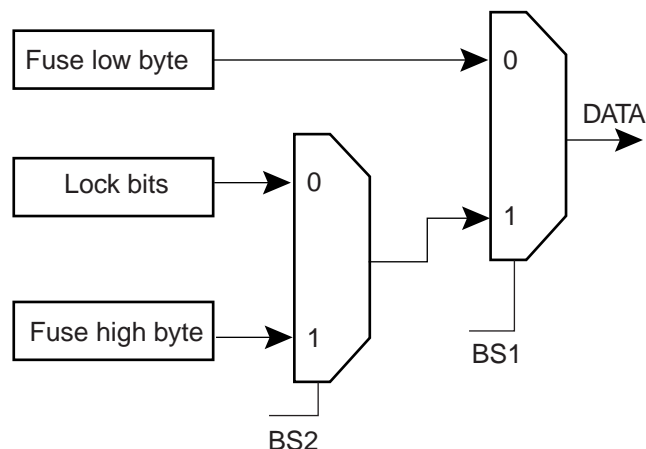 Fuse low byte
0
DATA
Lock bits
0
1
Fuse high byte
1
BS1
BS2